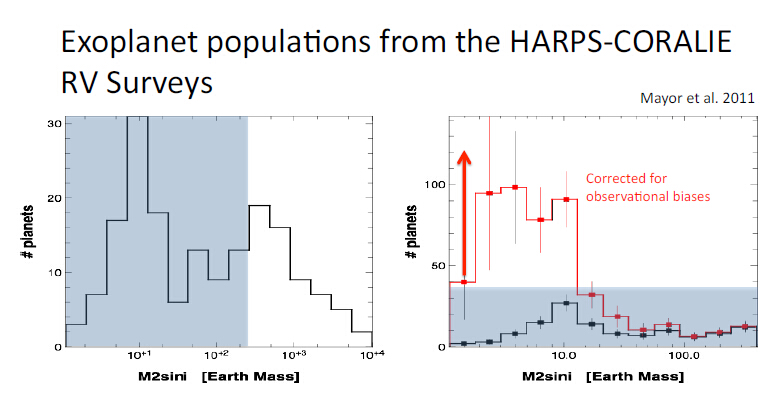 Exoplanet populations from the HARPS-CORALIE
RV Surveys
Mayor et al. 2011
30
20
10
0
# planets
10+1
10+2
10+3
10+4
M2sini [Earth Mass]
100
50
0
# planets
Corrected for
observational biases
10.0
100.0
M2sini [Earth Mass]